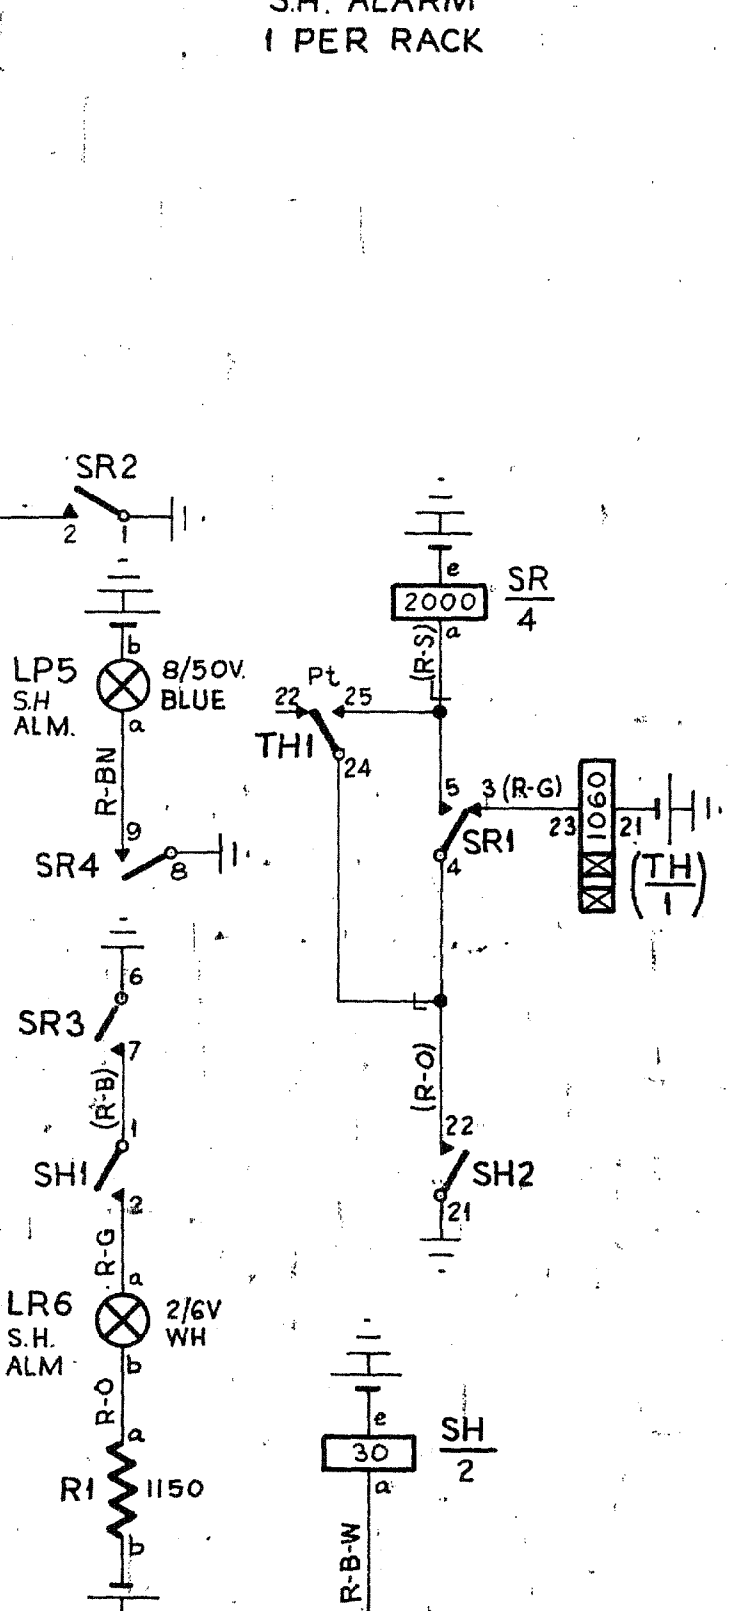 S.H. ALARM
1 PER RACK
SR2
2
1
b
LP5
S.H
ALM.
8/50V.
BLUE
a
R-BN
9
SR4
8
6
SR3
7
(R-B)
1
SH1
2
R-G
a
LR6
S.H.
ALM
2/6V
WH
b
R-O
a
R1
1150
b
e
2000
SR
4
a
(R-S)
Pt
22
25
TH1
24
5
3 (R-G)
SR1
4
23
1060
21
(TH
1)
(R-O)
22
SH2
21
e
30
SH
2
a
R-B-W